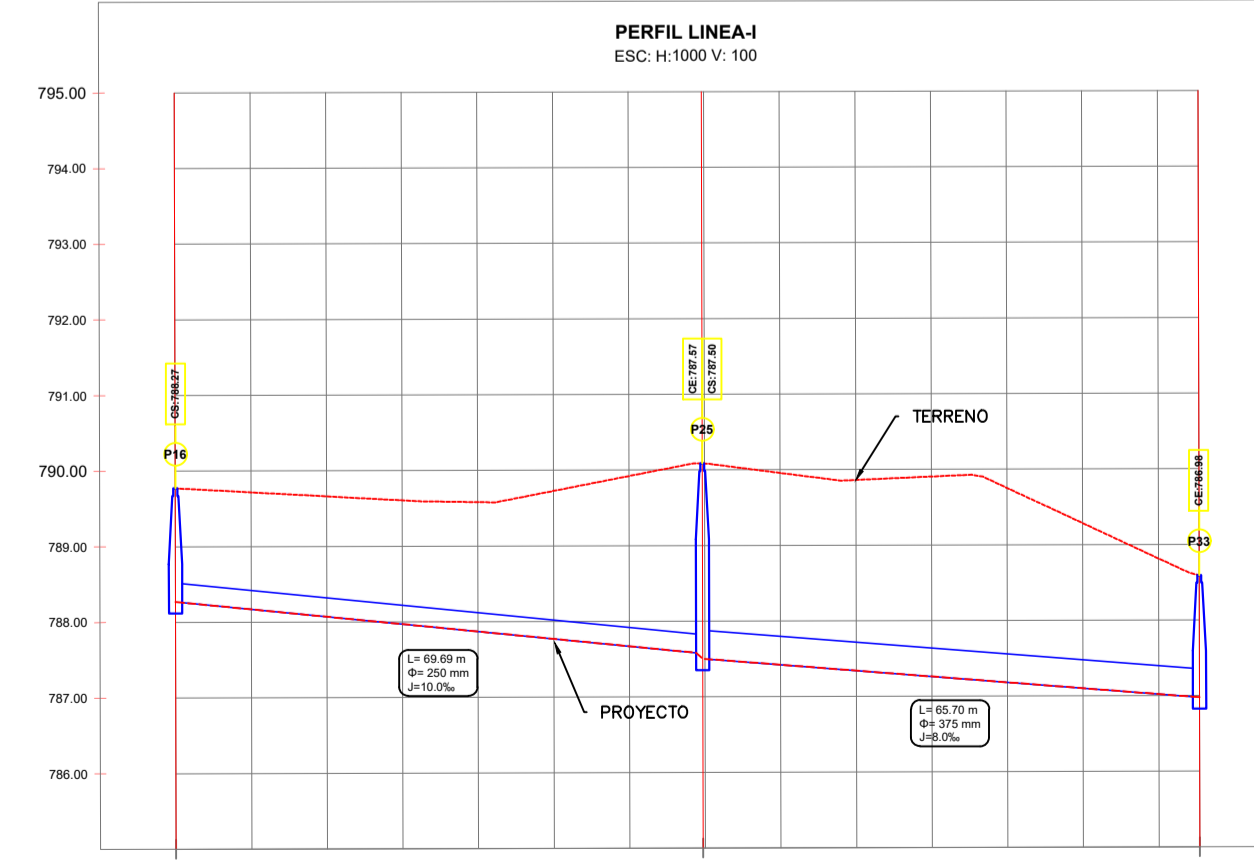 PERFIL LINEA-I
ESC: H:1000 V: 100
795.00
794.00
793.00
792.00
791.00
790.00
789.00
788.00
787.00
786.00
CS:788.27
P16
CE:787.57
CS:787.50
P25
TERRENO
CE:786.98
P33
L= 69.69 m
Φ= 250 mm
J=10.0‰
PROYECTO
L= 65.70 m
Φ= 375 mm
J=8.0‰